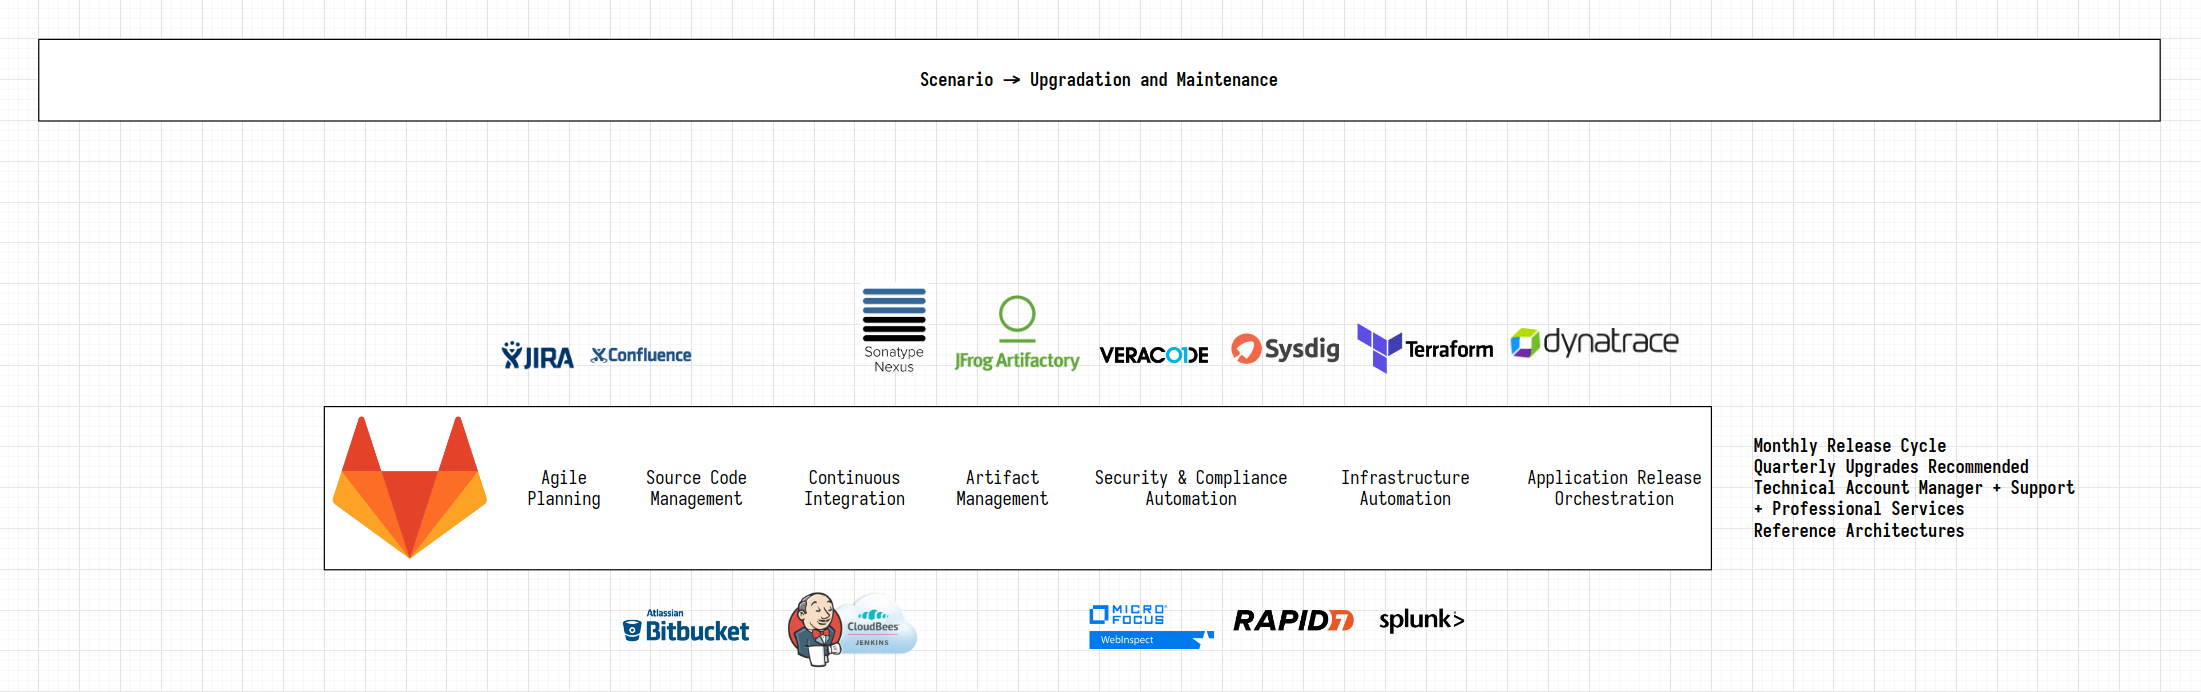 Scenario → Upgradation and Maintenance
Sonatype
Nexus
JFrog Artifactory
JIRA
Confluence
VERACODE
Sysdig
Terraform
dynatrace
Agile
Planning
Source Code
Management
Continuous
Integration
Artifact
Management
Security & Compliance
Automation
Infrastructure
Automation
Application Release
Orchestration
Monthly Release Cycle
Quarterly Upgrades Recommended
Technical Account Manager + Support
+ Professional Services
Reference Architectures
Atlassian
Bitbucket
CloudBees
JENKINS
MICRO
FOCUS
WebInspect
RAPID7
splunk>